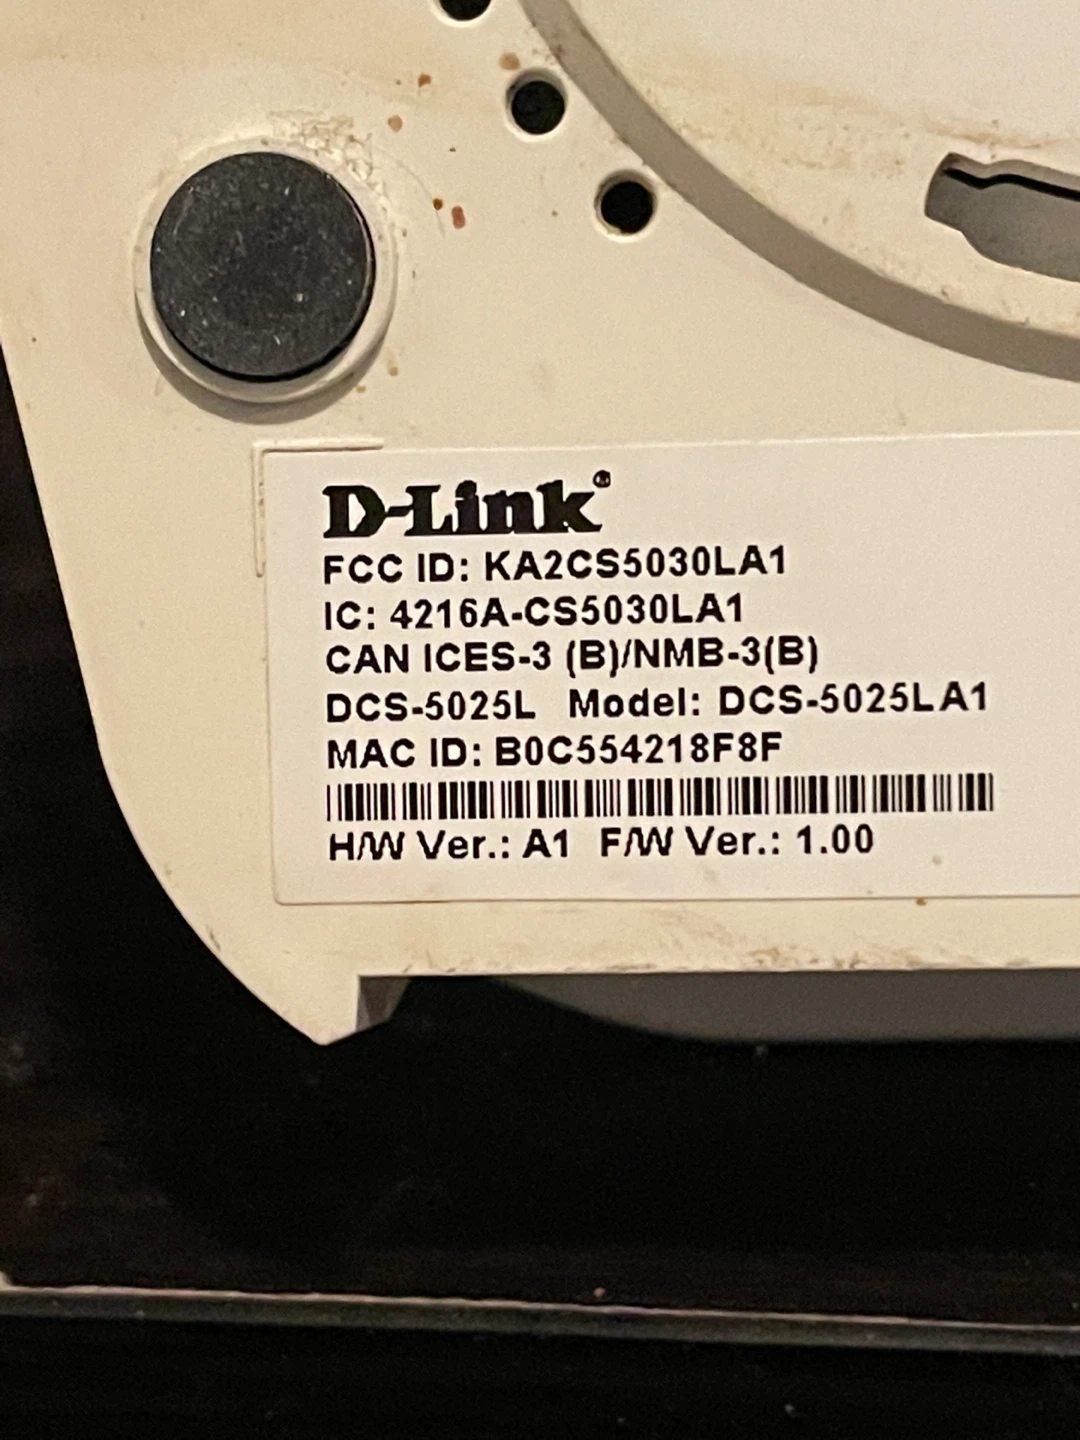 D-Link®
FCC ID: KA2CS5030LA1
IC: 4216A-CS5030LA1
CAN ICES-3 (B)/NMB-3(B)
DCS-5025L Model: DCS-5025LA1
MAC ID: B0C554218F8F
H/W Ver.: A1 F/W Ver.: 1.00